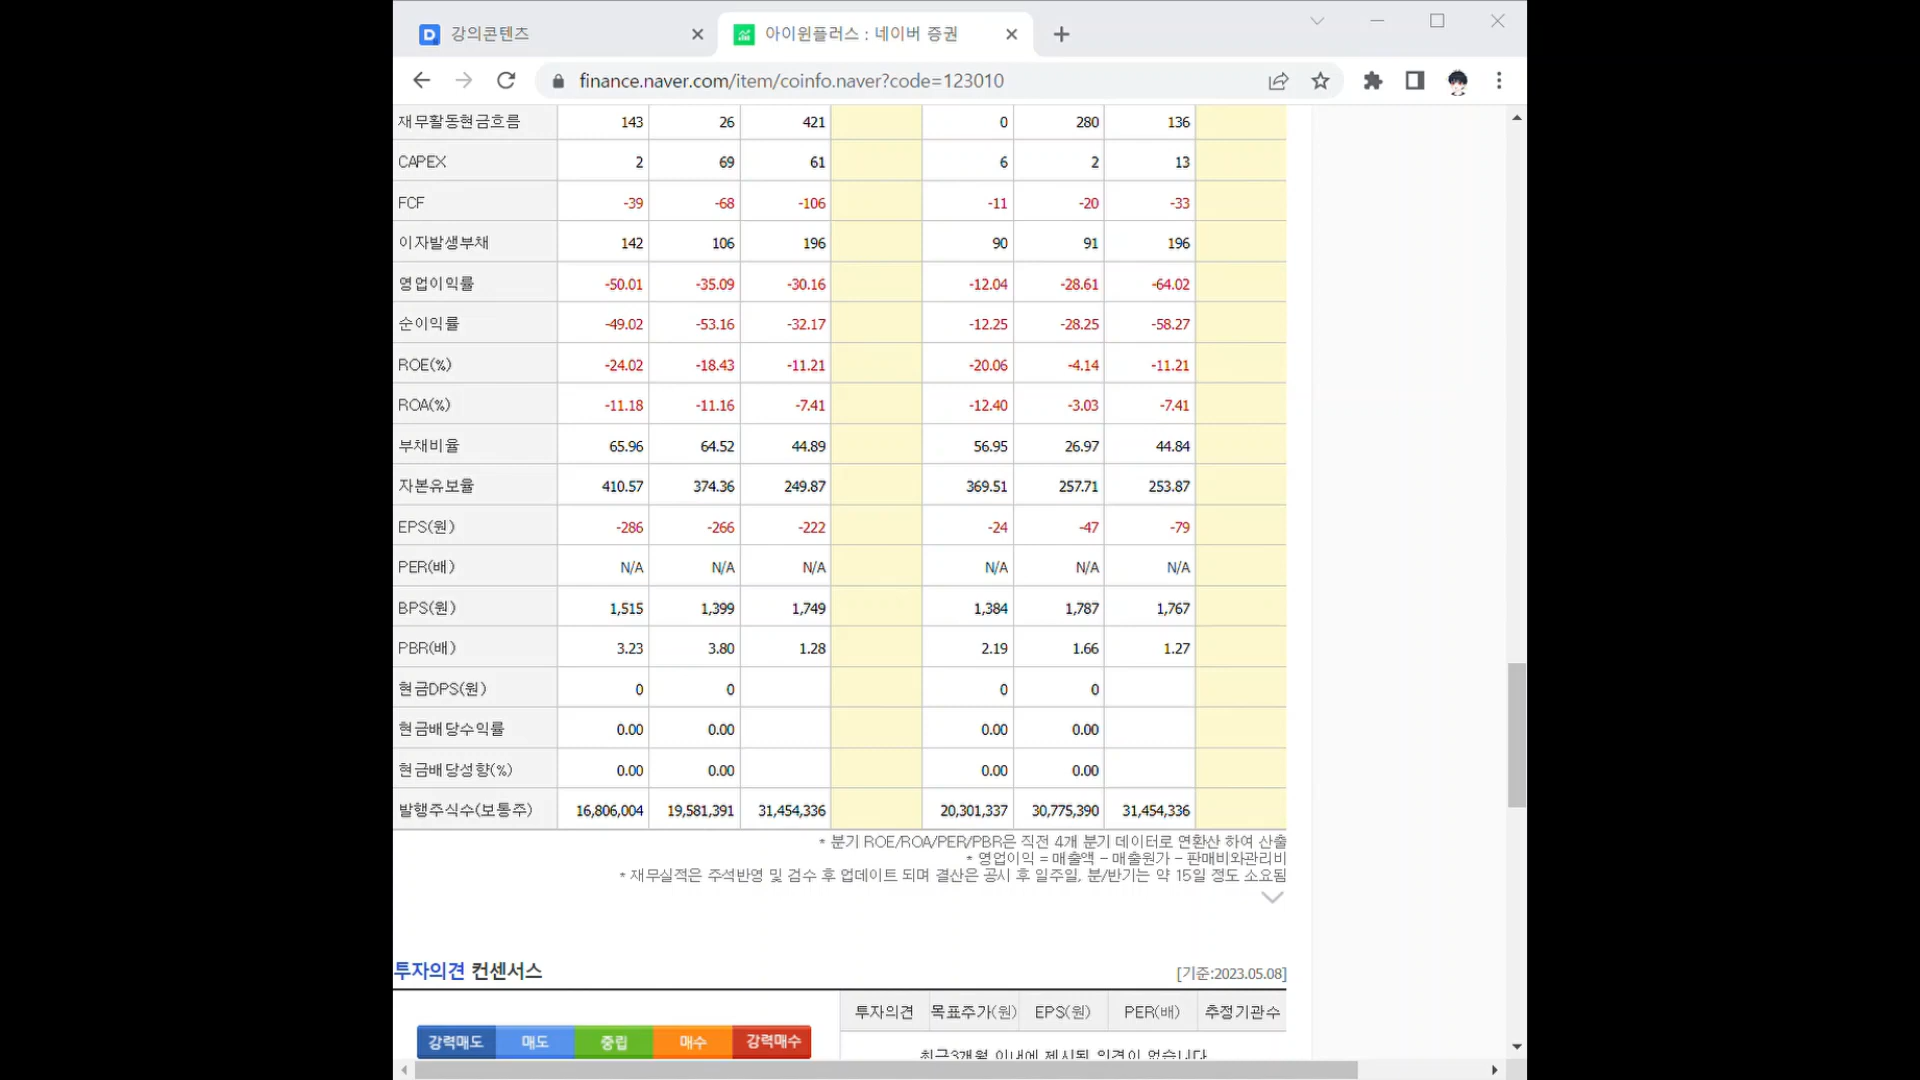 강의콘텐츠
아이윈플러스 : 네이버 증권
finance.naver.com/item/coinfo.naver?code=123010
재무활동현금흐름 143 26 421 0 280 136
CAPEX 2 69 61 6 2 13
FCF -39 -68 -106 -11 -20 -33
이자발생부채 142 106 196 90 91 196
영업이익률 -50.01 -35.09 -30.16 -12.04 -28.61 -64.02
순이익률 -49.02 -53.16 -32.17 -12.25 -28.25 -58.27
ROE(%) -24.02 -18.43 -11.21 -20.06 -4.14 -11.21
ROA(%) -11.18 -11.16 -7.41 -12.40 -3.03 -7.41
부채비율 65.96 64.52 44.89 56.95 26.97 44.84
자본유보율 410.57 374.36 249.87 369.51 257.71 253.87
EPS(원) -286 -266 -222 -24 -47 -79
PER(배) N/A N/A N/A N/A N/A N/A
BPS(원) 1,515 1,399 1,749 1,384 1,787 1,767
PBR(배) 3.23 3.80 1.28 2.19 1.66 1.27
현금DPS(원) 0 0 0 0
현금배당수익률 0.00 0.00 0.00 0.00
현금배당성향(%) 0.00 0.00 0.00 0.00
발행주식수(보통주) 16,806,004 19,581,391 31,454,336 20,301,337 30,775,390 31,454,336
* 분기 ROE/ROA/PER/PBR은 직전 4개 분기 데이터로 연환산 하여 산출
* 영업이익 = 매출액 - 매출원가 - 판매비와관리비
* 재무실적은 주석반영 및 검수 후 업데이트 되며 결산은 공시 후 일주일, 분/반기는 약 15일 정도 소요됨
투자의견 컨센서스 [기준:2023.05.08]
투자의견 목표주가(원) EPS(원) PER(배) 추정기관수
강력매도 매도 중립 매수 강력매수
최근3개월 이내에 제시된 의견이 없습니다